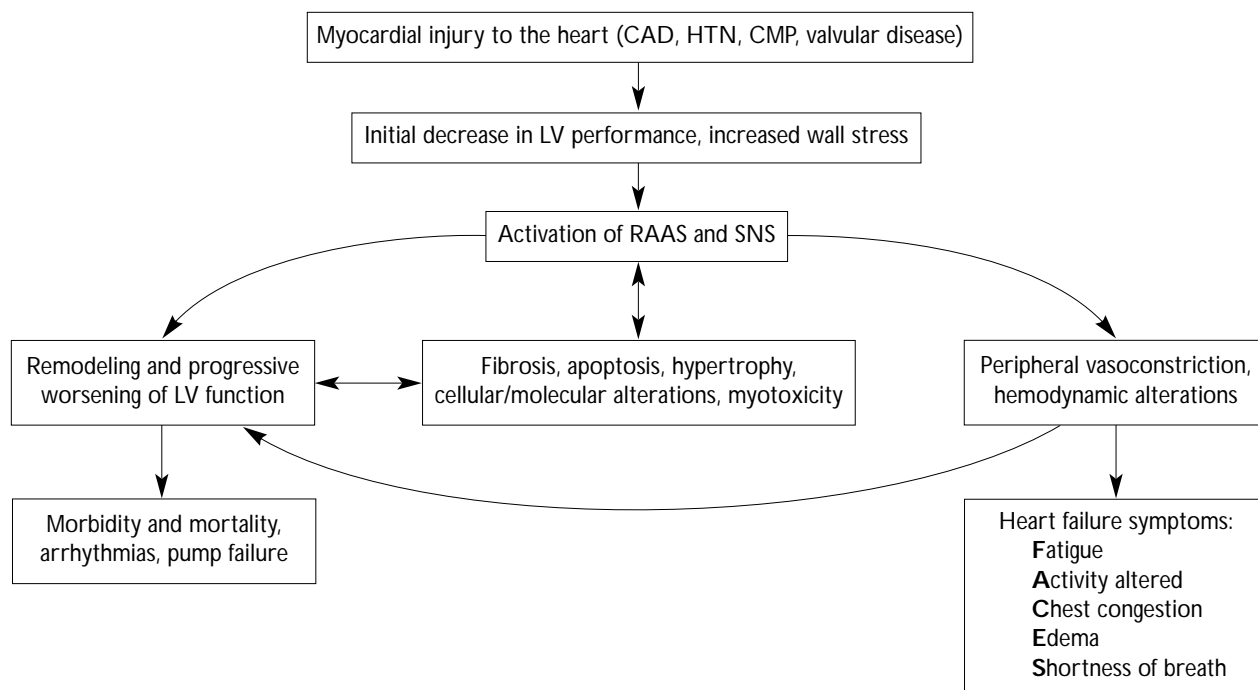 Myocardial injury to the heart (CAD, HTN, CMP, valvular disease)
Initial decrease in LV performance, increased wall stress
Activation of RAAS and SNS
Remodeling and progressive
worsening of LV function
Fibrosis, apoptosis, hypertrophy,
cellular/molecular alterations, myotoxicity
Peripheral vasoconstriction,
hemodynamic alterations
Morbidity and mortality,
arrhythmias, pump failure
Heart failure symptoms:
Fatigue
Activity altered
Chest congestion
Edema
Shortness of breath